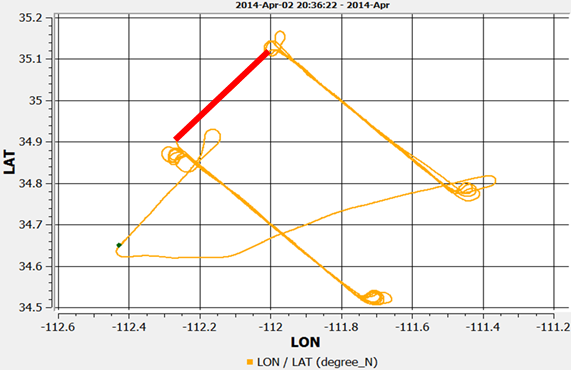 2014-Apr-02 20:36:22 - 2014-Apr
35.2
35.1
35
34.9
34.8
34.7
34.6
34.5
LAT
-112.6 -112.4 -112.2 -112 -111.8 -111.6 -111.4 -111.2
LON
LON / LAT (degree_N)